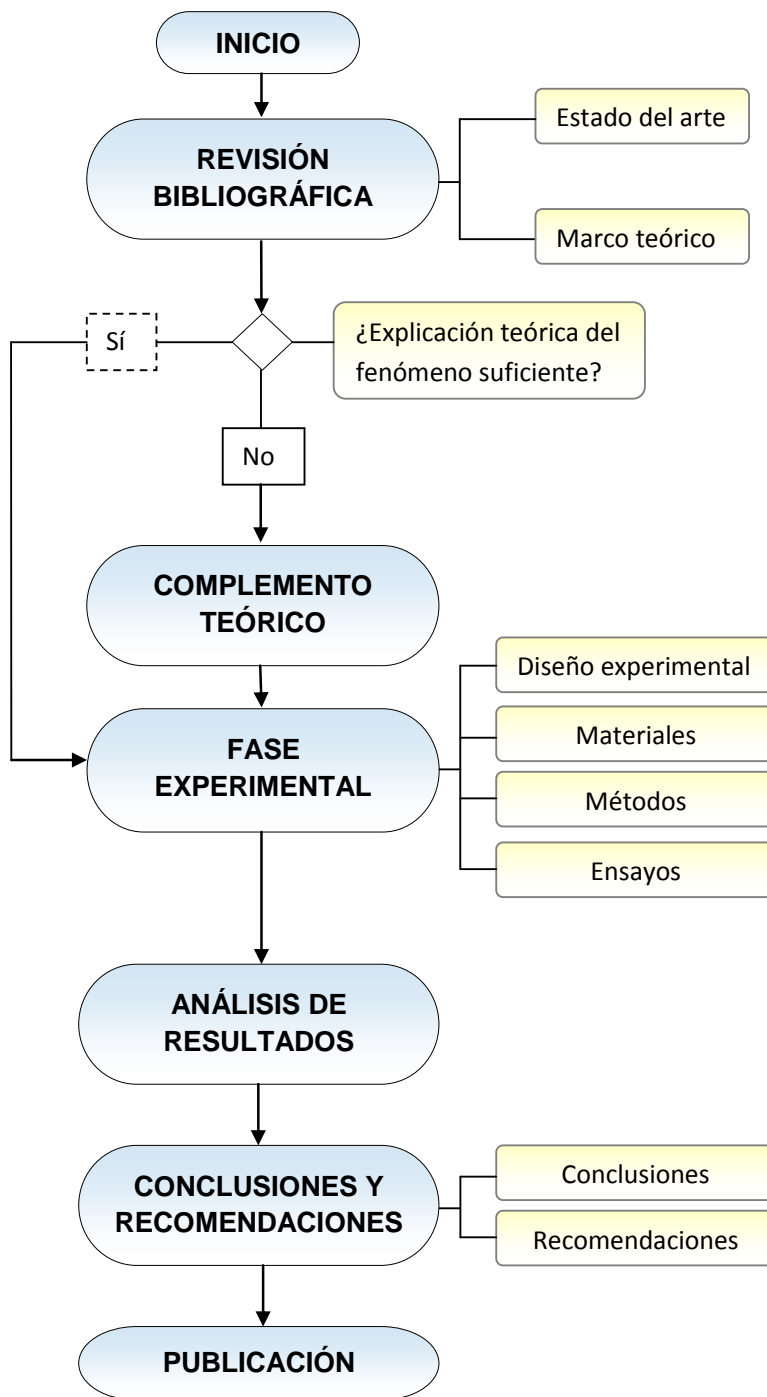 INICIO
REVISIÓN
BIBLIOGRÁFICA
Estado del arte
Marco teórico
Sí
¿Explicación teórica del
fenómeno suficiente?
No
COMPLEMENTO
TEÓRICO
FASE
EXPERIMENTAL
Diseño experimental
Materiales
Métodos
Ensayos
ANÁLISIS DE
RESULTADOS
CONCLUSIONES Y
RECOMENDACIONES
Conclusiones
Recomendaciones
PUBLICACIÓN